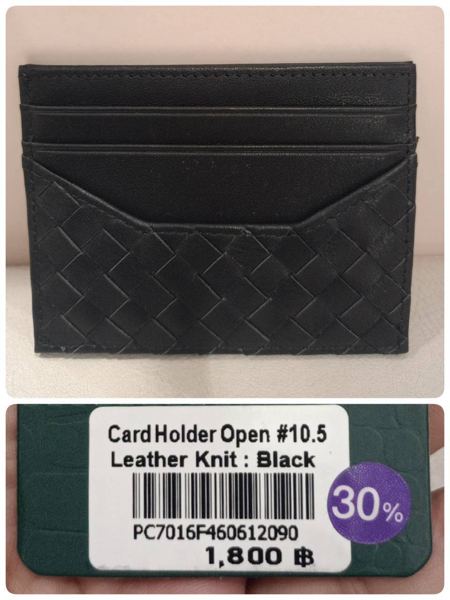 Card Holder Open #10.5
Leather Knit : Black
30%
PC7016F460612090
1,800 ฿